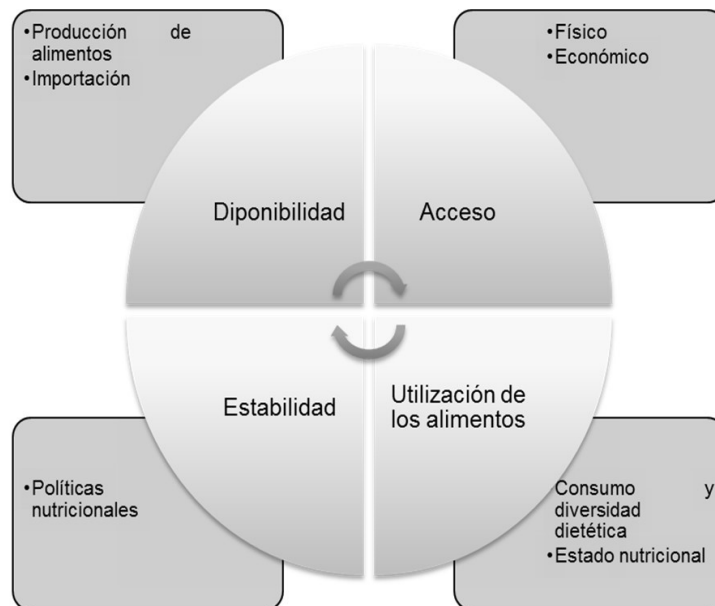 •Producción de
alimentos
•Importación
•Físico
•Económico
Diponibilidad
Acceso
Estabilidad
Utilización de
los alimentos
•Políticas
nutricionales
Consumo y
diversidad
dietética
•Estado nutricional